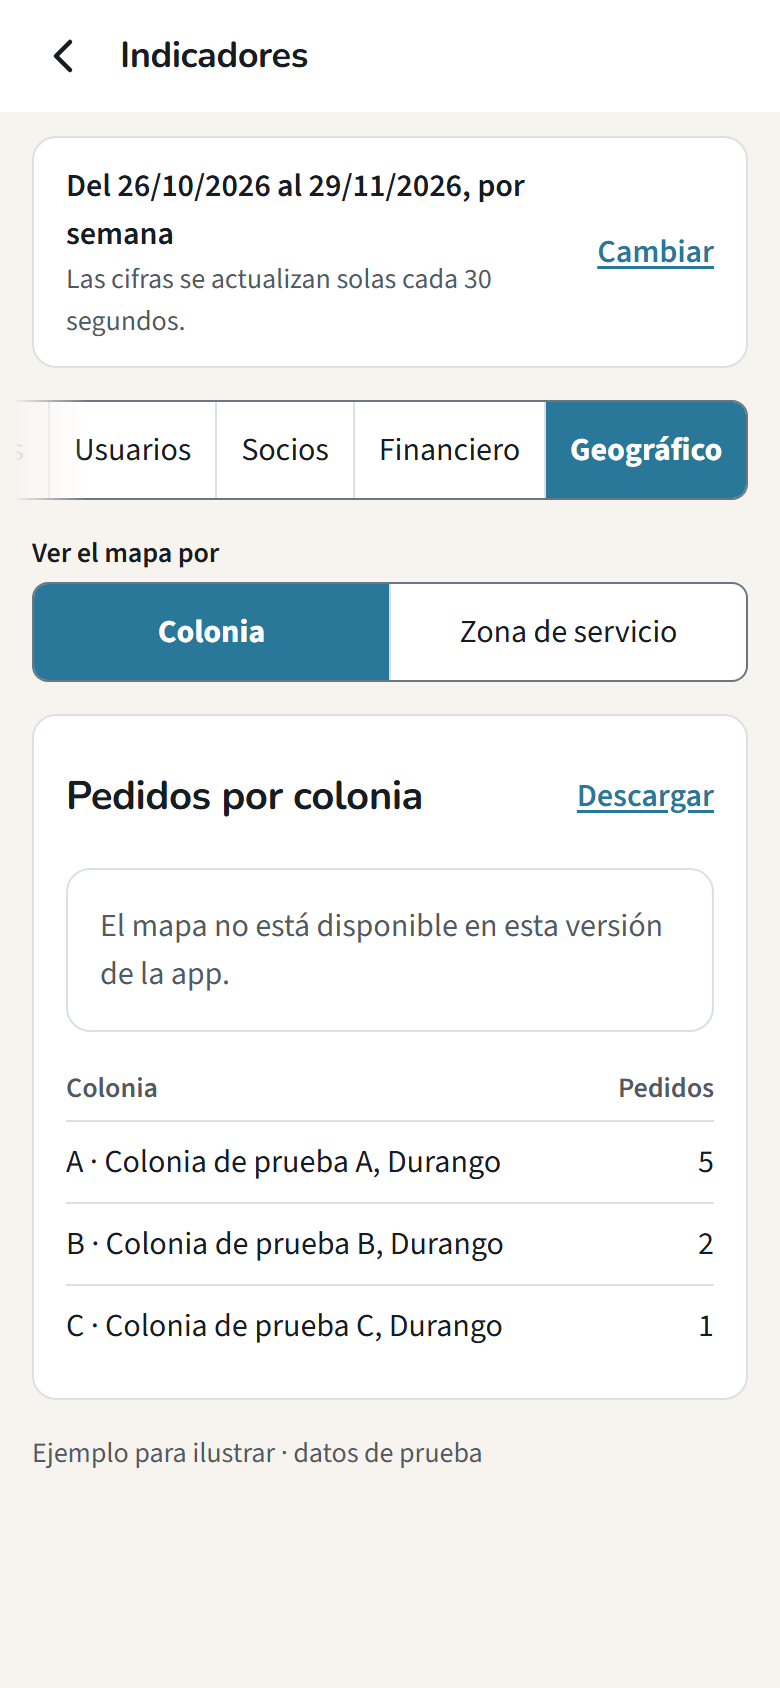 Indicadores
Del 26/10/2026 al 29/11/2026, por
semana
Las cifras se actualizan solas cada 30
segundos.
Cambiar
Usuarios
Socios
Financiero
Geográfico
Ver el mapa por
Colonia
Zona de servicio
Pedidos por colonia
Descargar
El mapa no está disponible en esta versión
de la app.
Colonia Pedidos
A · Colonia de prueba A, Durango 5
B · Colonia de prueba B, Durango 2
C · Colonia de prueba C, Durango 1
Ejemplo para ilustrar · datos de prueba